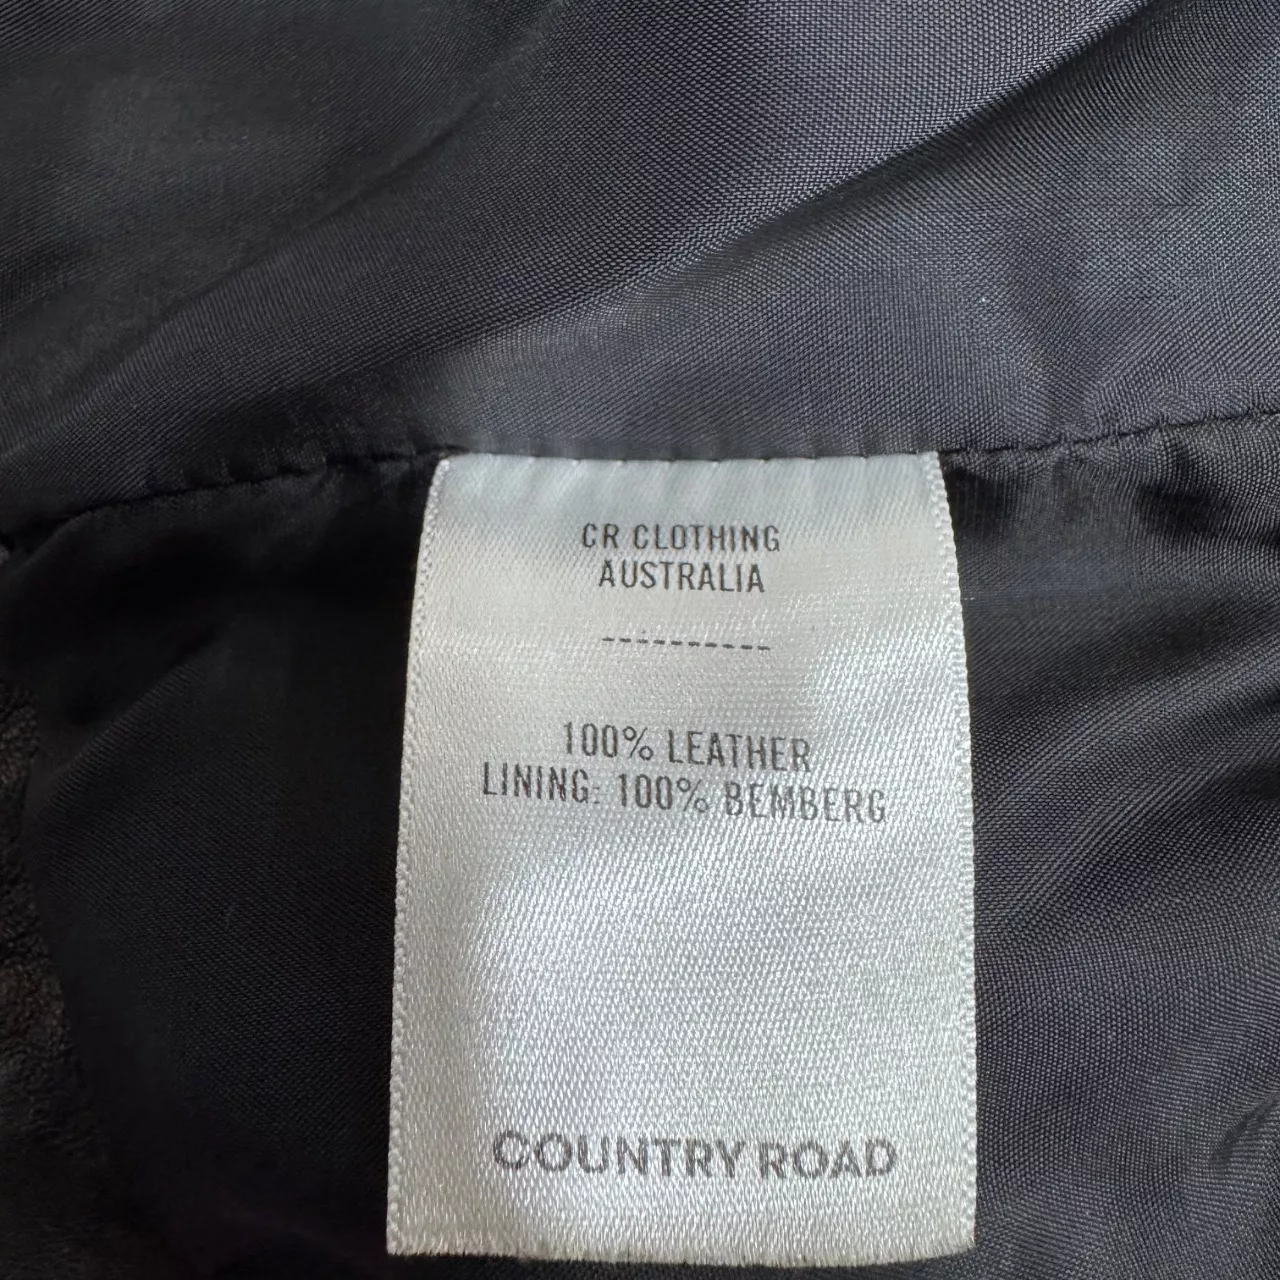 CR CLOTHING
AUSTRALIA
-----------
100% LEATHER
LINING: 100% BEMBERG
COUNTRY ROAD